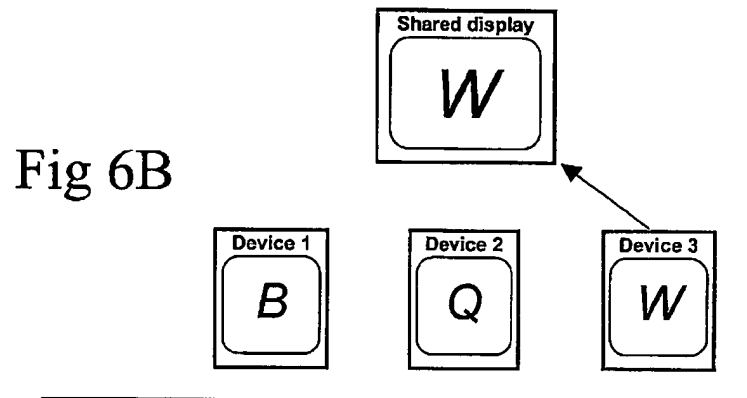 Shared display
W
Fig 6B
Device 1 Device 2 Device 3
B Q W